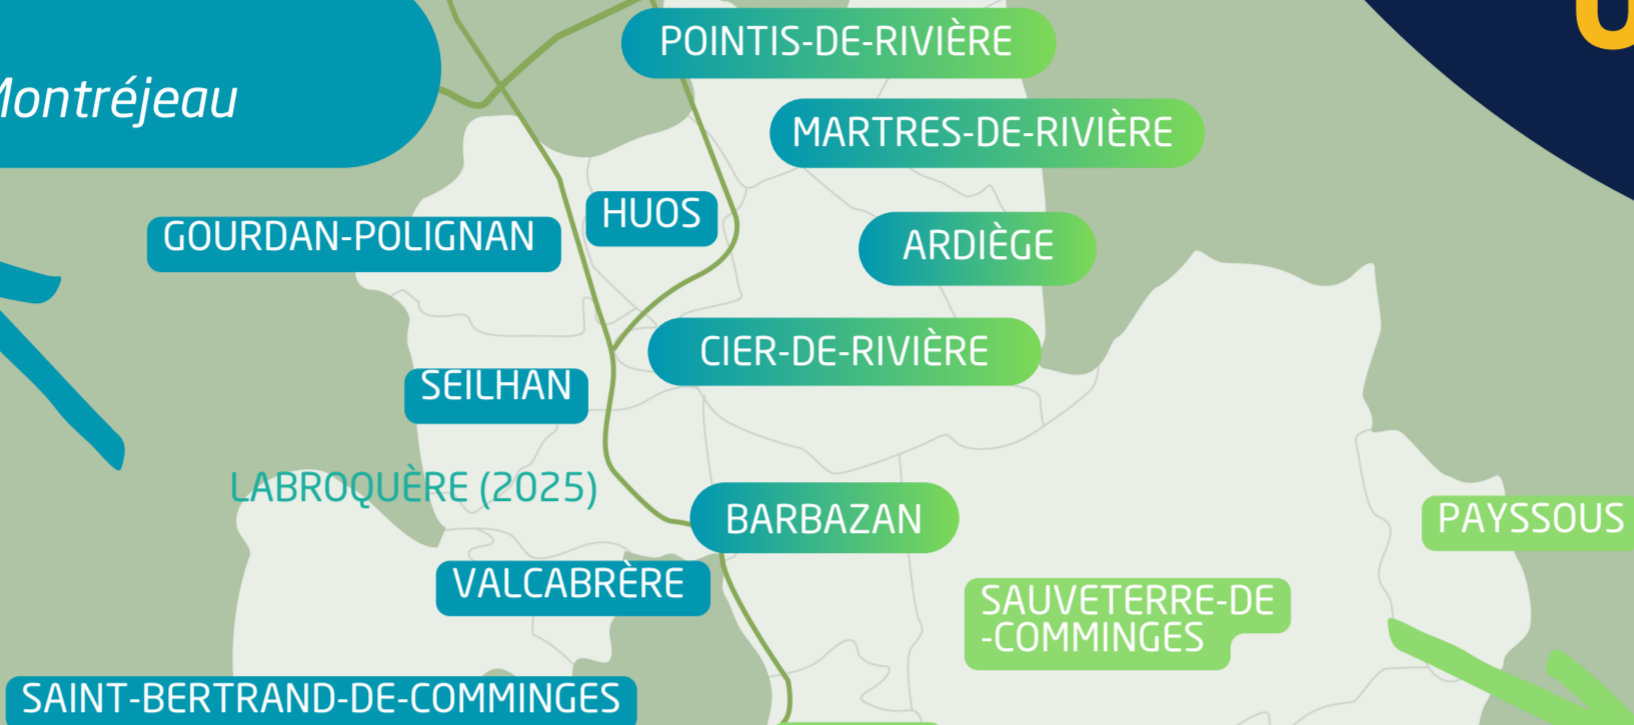 POINTIS-DE-RIVIÈRE
Montréjeau
MARTRES-DE-RIVIÈRE
HUOS
GOURDAN-POLIGNAN
ARDIÈGE
CIER-DE-RIVIÈRE
SEILHAN
LABROQUÈRE (2025)
BARBAZAN
PAYSSOUS
VALCABRÈRE
SAUVETERRE-DE
-COMMINGES
SAINT-BERTRAND-DE-COMMINGES